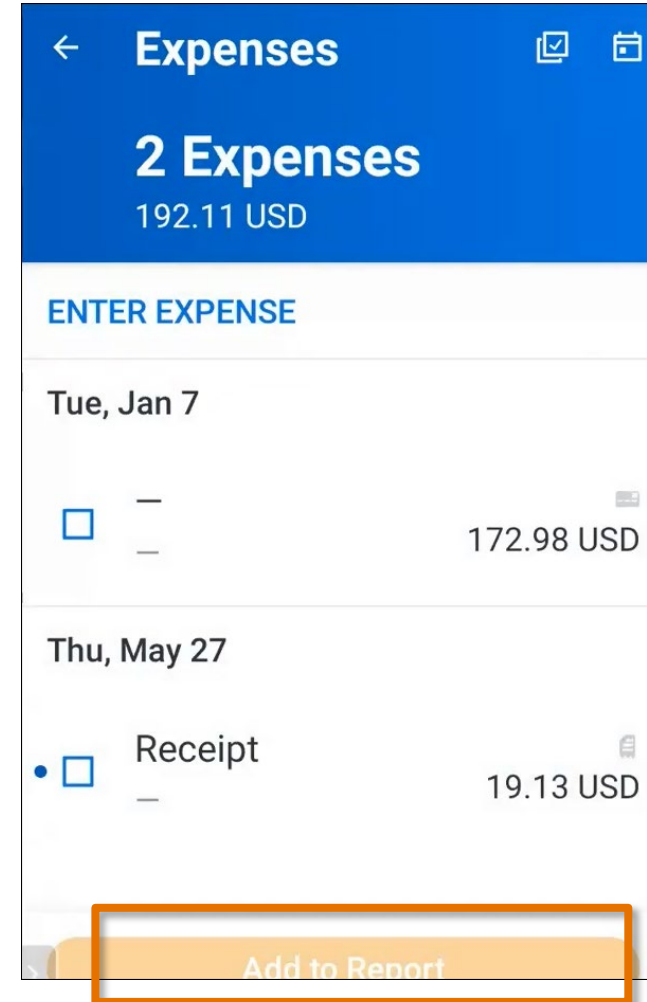 Expenses
2 Expenses
192.11 USD
ENTER EXPENSE
Tue, Jan 7
—
—
172.98 USD
Thu, May 27
Receipt
—
19.13 USD
Add to Report